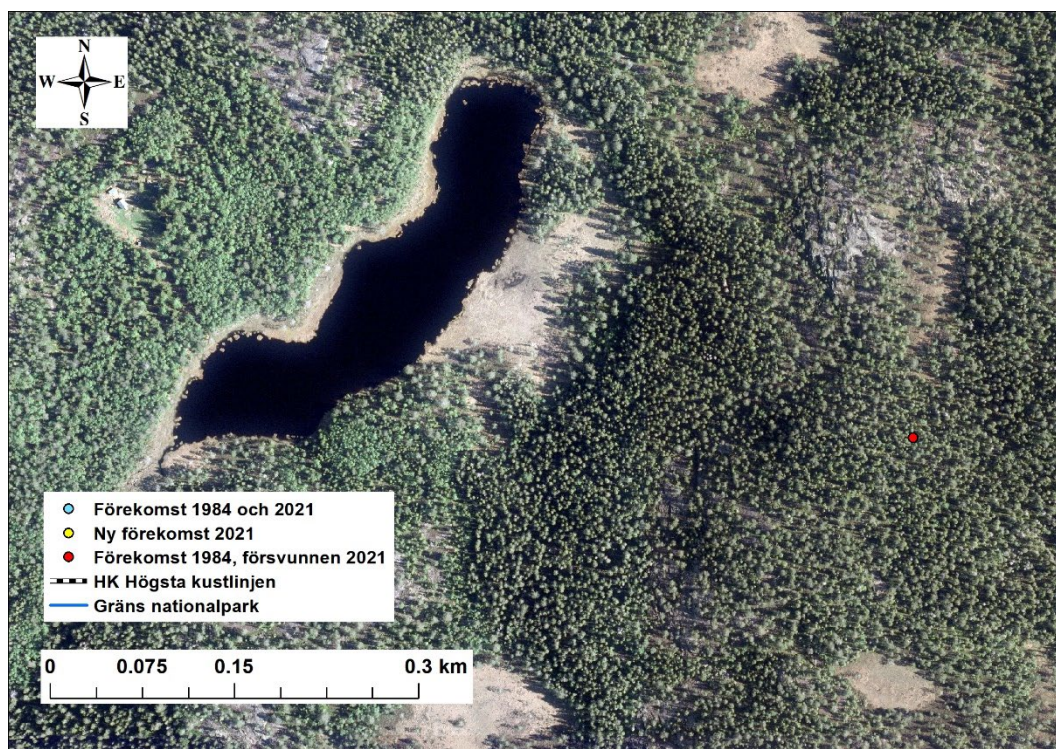 N
W E
S
Förekomst 1984 och 2021
Ny förekomst 2021
Förekomst 1984, försvunnen 2021
HK Högsta kustlinjen
Gräns nationalpark
0 0.075 0.15 0.3 km